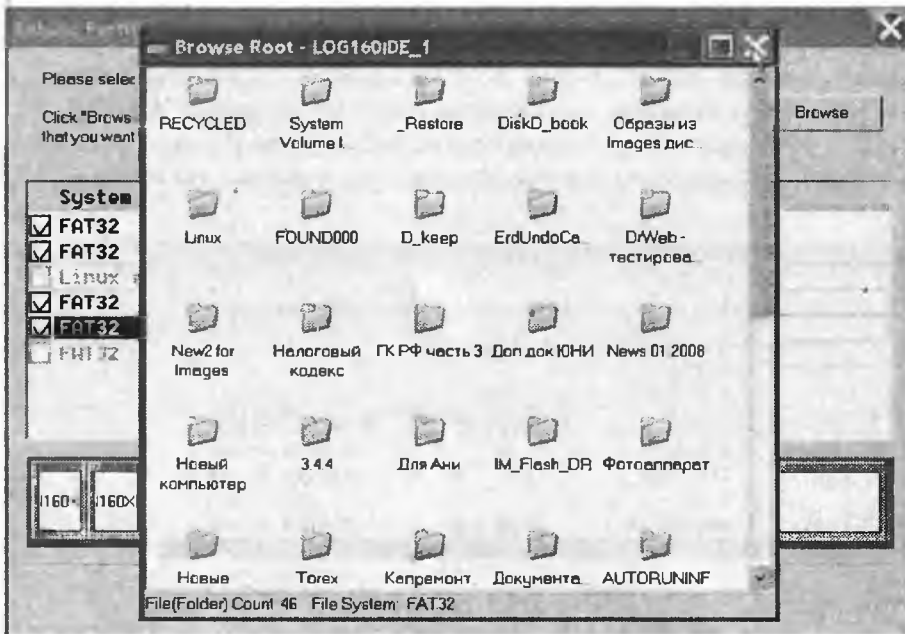 Browse Root - LOG160IDE_1
Please selec
Click "Brows
that you want
Browse
System
FAT32
FAT32
Linux
FAT32
FAT32
FAT32
RECYCLED
System Volume I...
_Restore
DiskD_book
Образы из Images дис...
Linux
FOUND000
D_keep
ErdUndoCa...
DrWeb - тестирова...
New2 for Images
Налоговый кодекс
ГК РФ часть 3
Доп док ЮНИ
News 01 2008
Новый компьютер
3.4.4
Для Ани
IM_Flash_DR
Фотоаппарат
Новые
Torex
Капремонт...
Документа...
AUTORUNINF
I160
I160X
File(Folder) Count 46 File System: FAT32